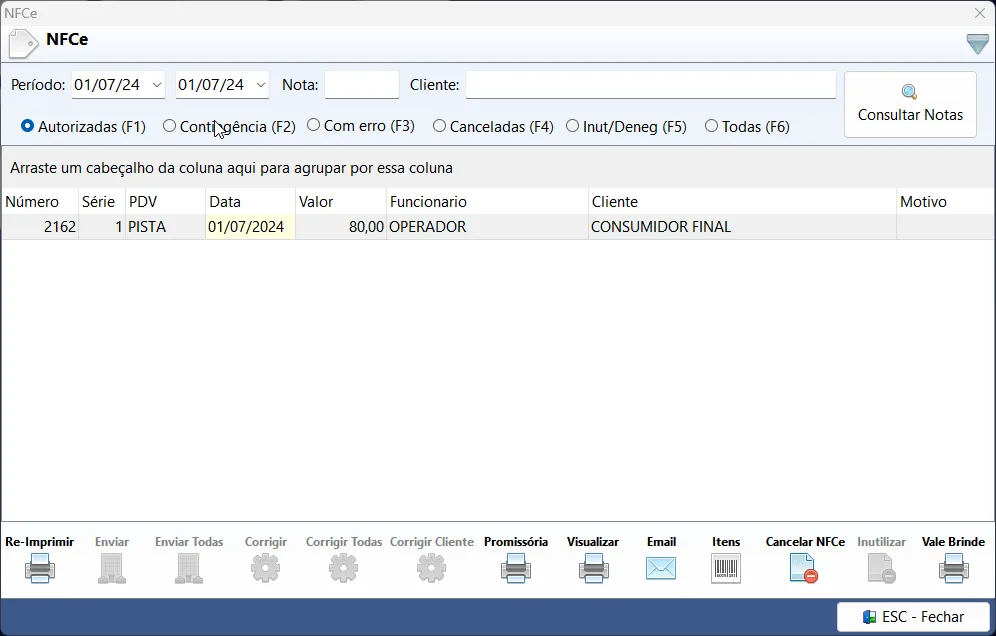 NFCe
NFCe
Período: 01/07/24 01/07/24 Nota: Cliente:
Consultar Notas
Autorizadas (F1) Contingência (F2) Com erro (F3) Canceladas (F4) Inut/Deneg (F5) Todas (F6)
Arraste um cabeçalho da coluna aqui para agrupar por essa coluna
Número Série PDV Data Valor Funcionario Cliente Motivo
2162 1 PISTA 01/07/2024 80,00 OPERADOR CONSUMIDOR FINAL
Re-Imprimir Enviar Enviar Todas Corrigir Corrigir Todas Corrigir Cliente Promissória Visualizar Email Itens Cancelar NFCe Inutilizar Vale Brinde
ESC - Fechar